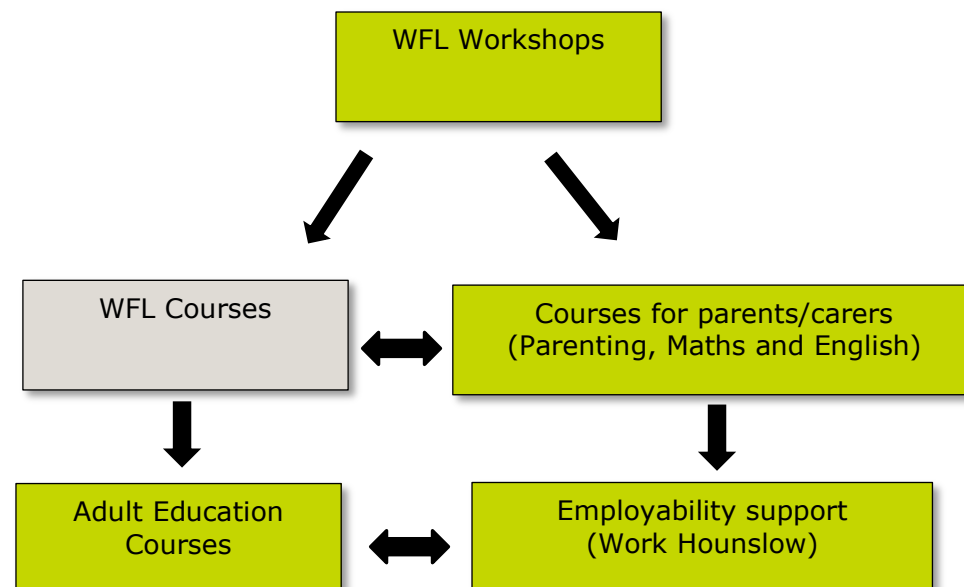 WFL Workshops
WFL Courses
Courses for parents/carers
(Parenting, Maths and English)
Adult Education
Courses
Employability support
(Work Hounslow)